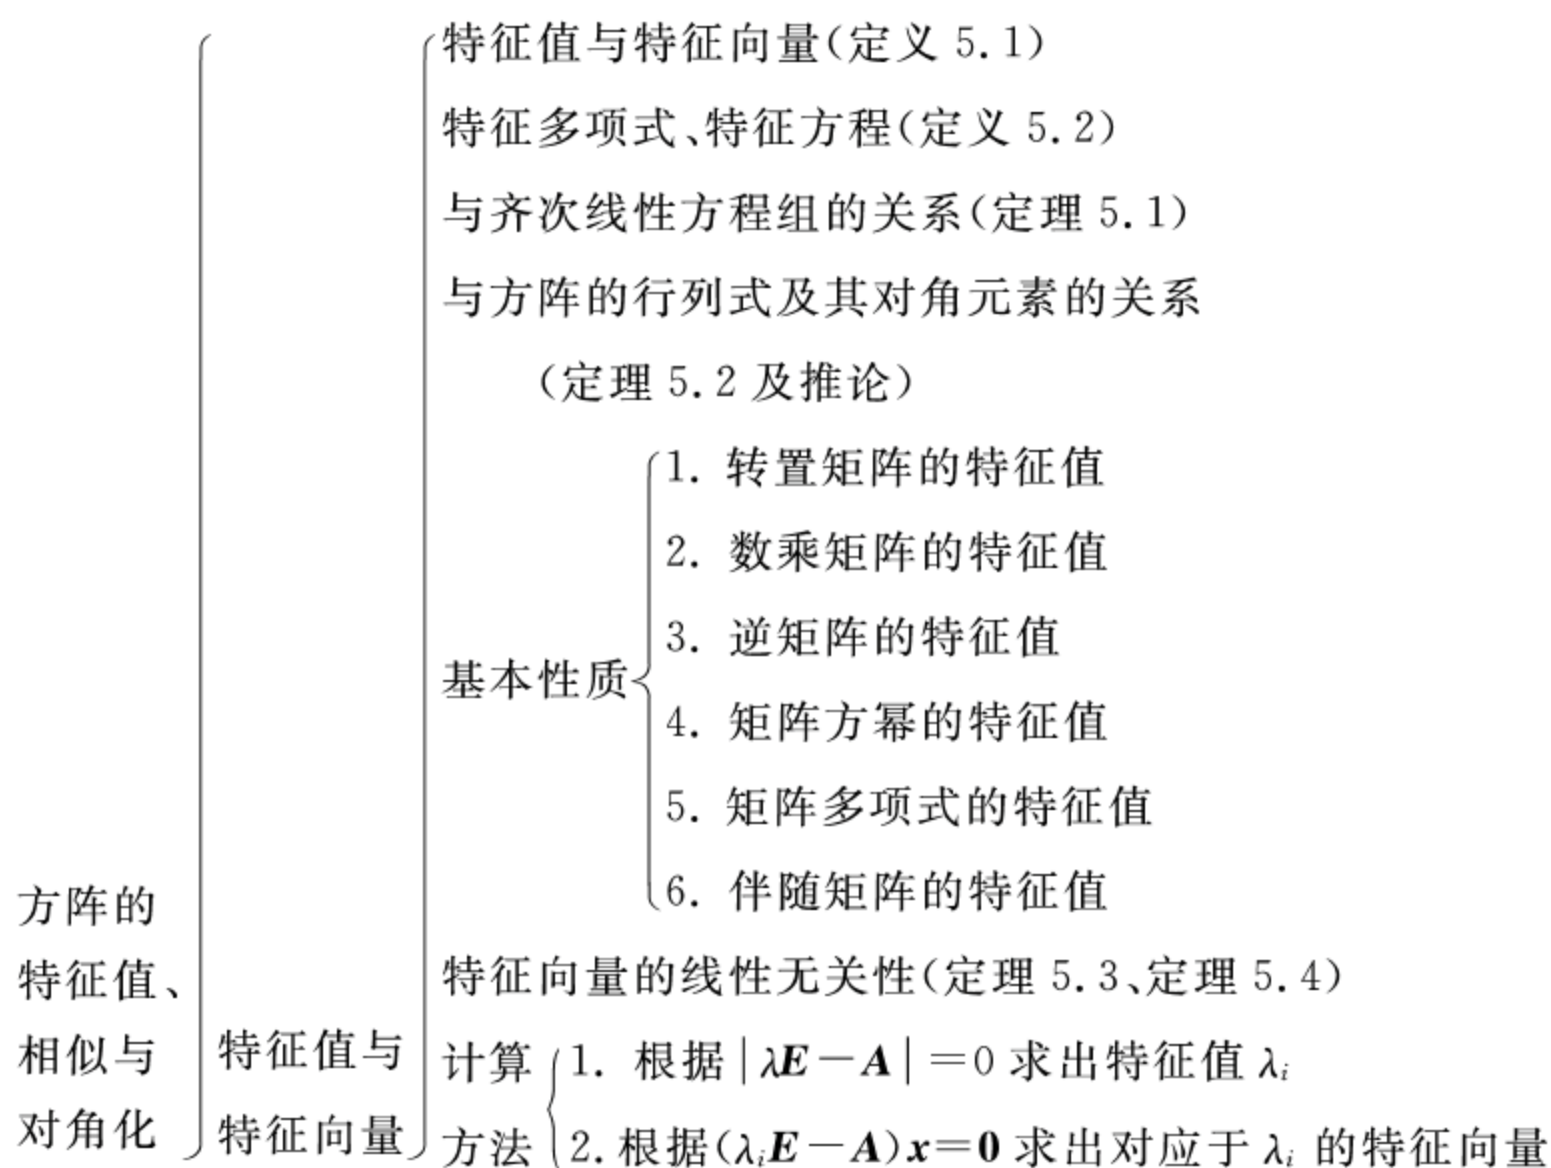 特征值与特征向量(定义 5.1)
特征多项式、特征方程(定义 5.2)
与齐次线性方程组的关系(定理 5.1)
与方阵的行列式及其对角元素的关系
(定理 5.2 及推论)
基本性质
1. 转置矩阵的特征值
2. 数乘矩阵的特征值
3. 逆矩阵的特征值
4. 矩阵方幂的特征值
5. 矩阵多项式的特征值
6. 伴随矩阵的特征值
方阵的
特征值、
相似与
对角化
特征值与
特征向量
特征向量的线性无关性(定理 5.3、定理 5.4)
计算
方法
1. 根据|λE－A|=0 求出特征值 λᵢ
2. 根据(λᵢE－A)x=0 求出对应于 λᵢ 的特征向量